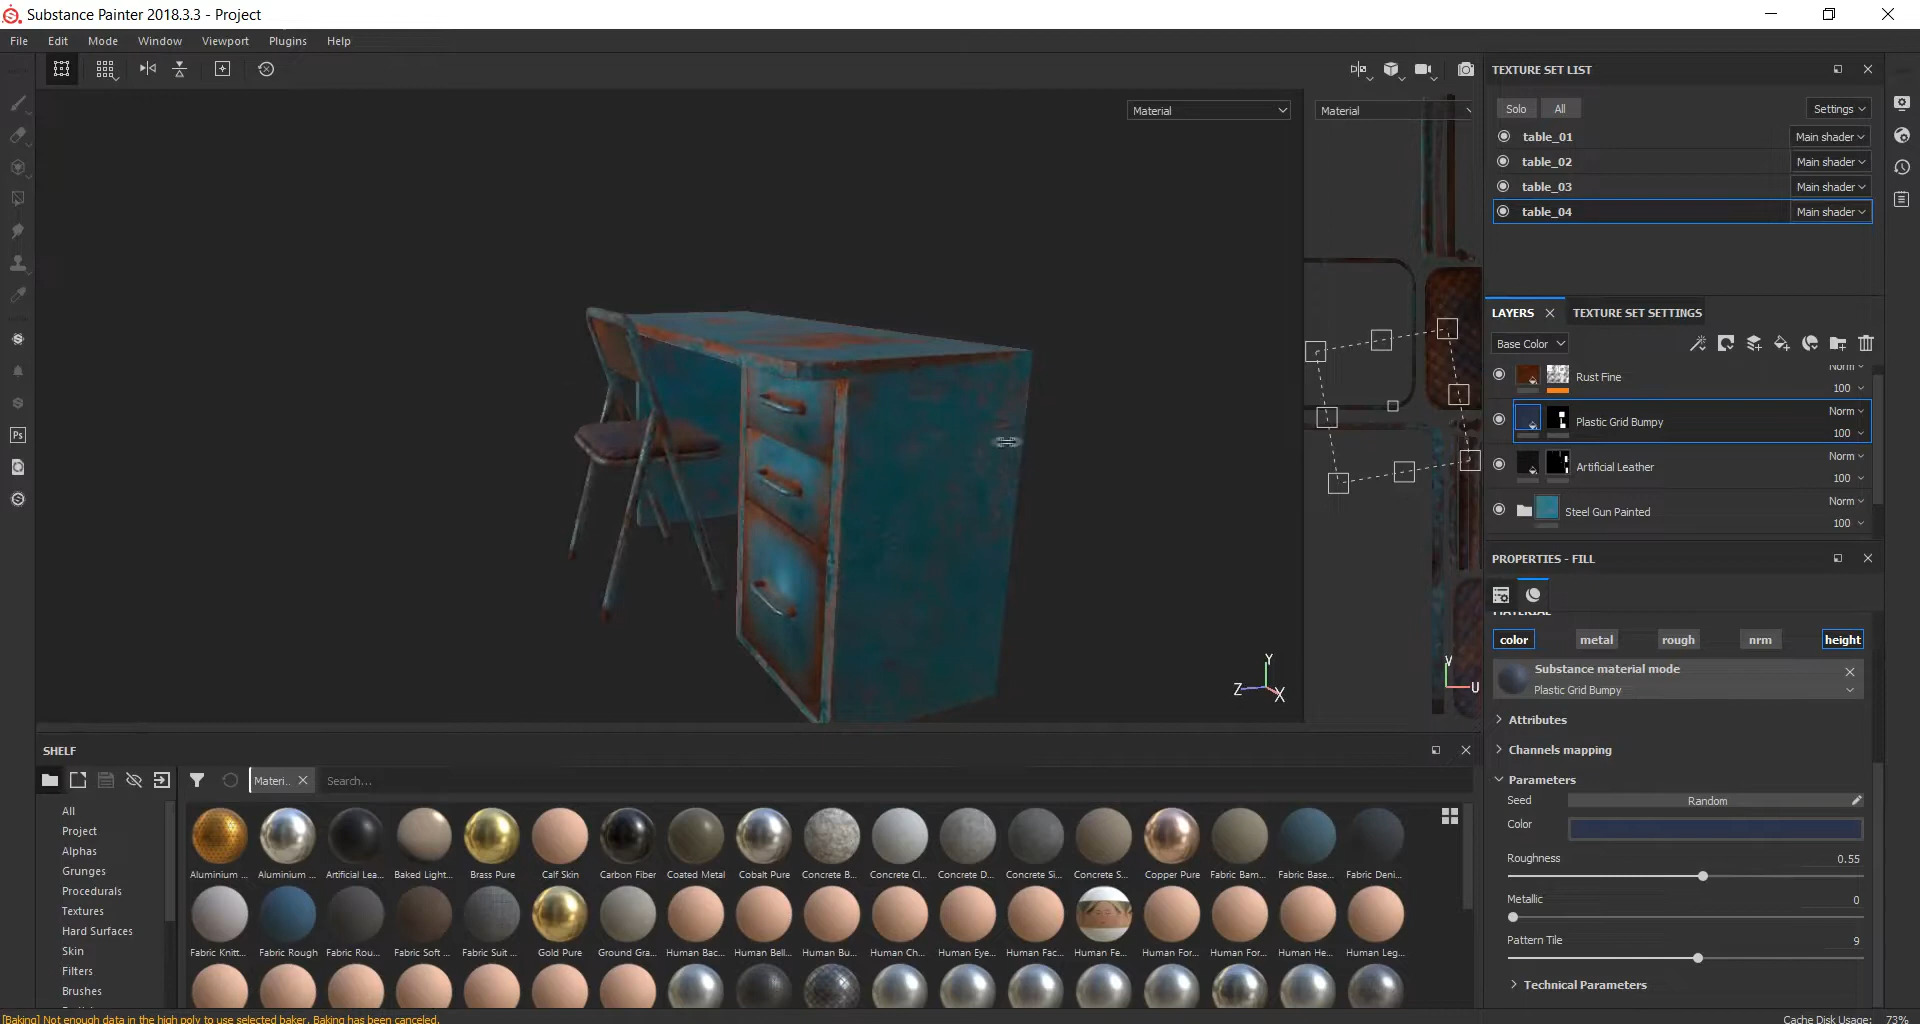 Substance Painter 2018.3.3 - Project
File Edit Mode Window Viewport Plugins Help
Material
Material
TEXTURE SET LIST
Solo All Settings
table_01 Main shader
table_02 Main shader
table_03 Main shader
table_04 Main shader
LAYERS TEXTURE SET SETTINGS
Base Color
Rust Fine Norm 100
Plastic Grid Bumpy Norm 100
Artificial Leather Norm 100
Steel Gun Painted Norm 100
Ps
PROPERTIES - FILL
MATERIAL
color metal rough nrm height
Substance material mode
Plastic Grid Bumpy
Attributes
Channels mapping
Parameters
Seed Random
Color
Roughness 0.55
Metallic 0
Pattern Tile 9
Technical Parameters
Y
Z X
V
U
SHELF
Materi.. Search...
All
Project
Alphas
Grunges
Procedurals
Textures
Hard Surfaces
Skin
Filters
Brushes
Aluminium ... Aluminium ... Artificial Lea... Baked Light... Brass Pure Calf Skin Carbon Fiber Coated Metal Cobalt Pure Concrete B... Concrete Cl... Concrete D... Concrete Si... Concrete S... Copper Pure Fabric Bam... Fabric Base... Fabric Deni...
Fabric Knitt... Fabric Rough Fabric Rou... Fabric Soft ... Fabric Suit ... Gold Pure Ground Gra... Human Bac... Human Bell... Human Bu... Human Ch... Human Eye... Human Fac... Human Fe... Human For... Human For... Human He... Human Leg...
[Baking] Not enough data in the high poly to use selected baker. Baking has been canceled.
Cache Disk Usage: 73%